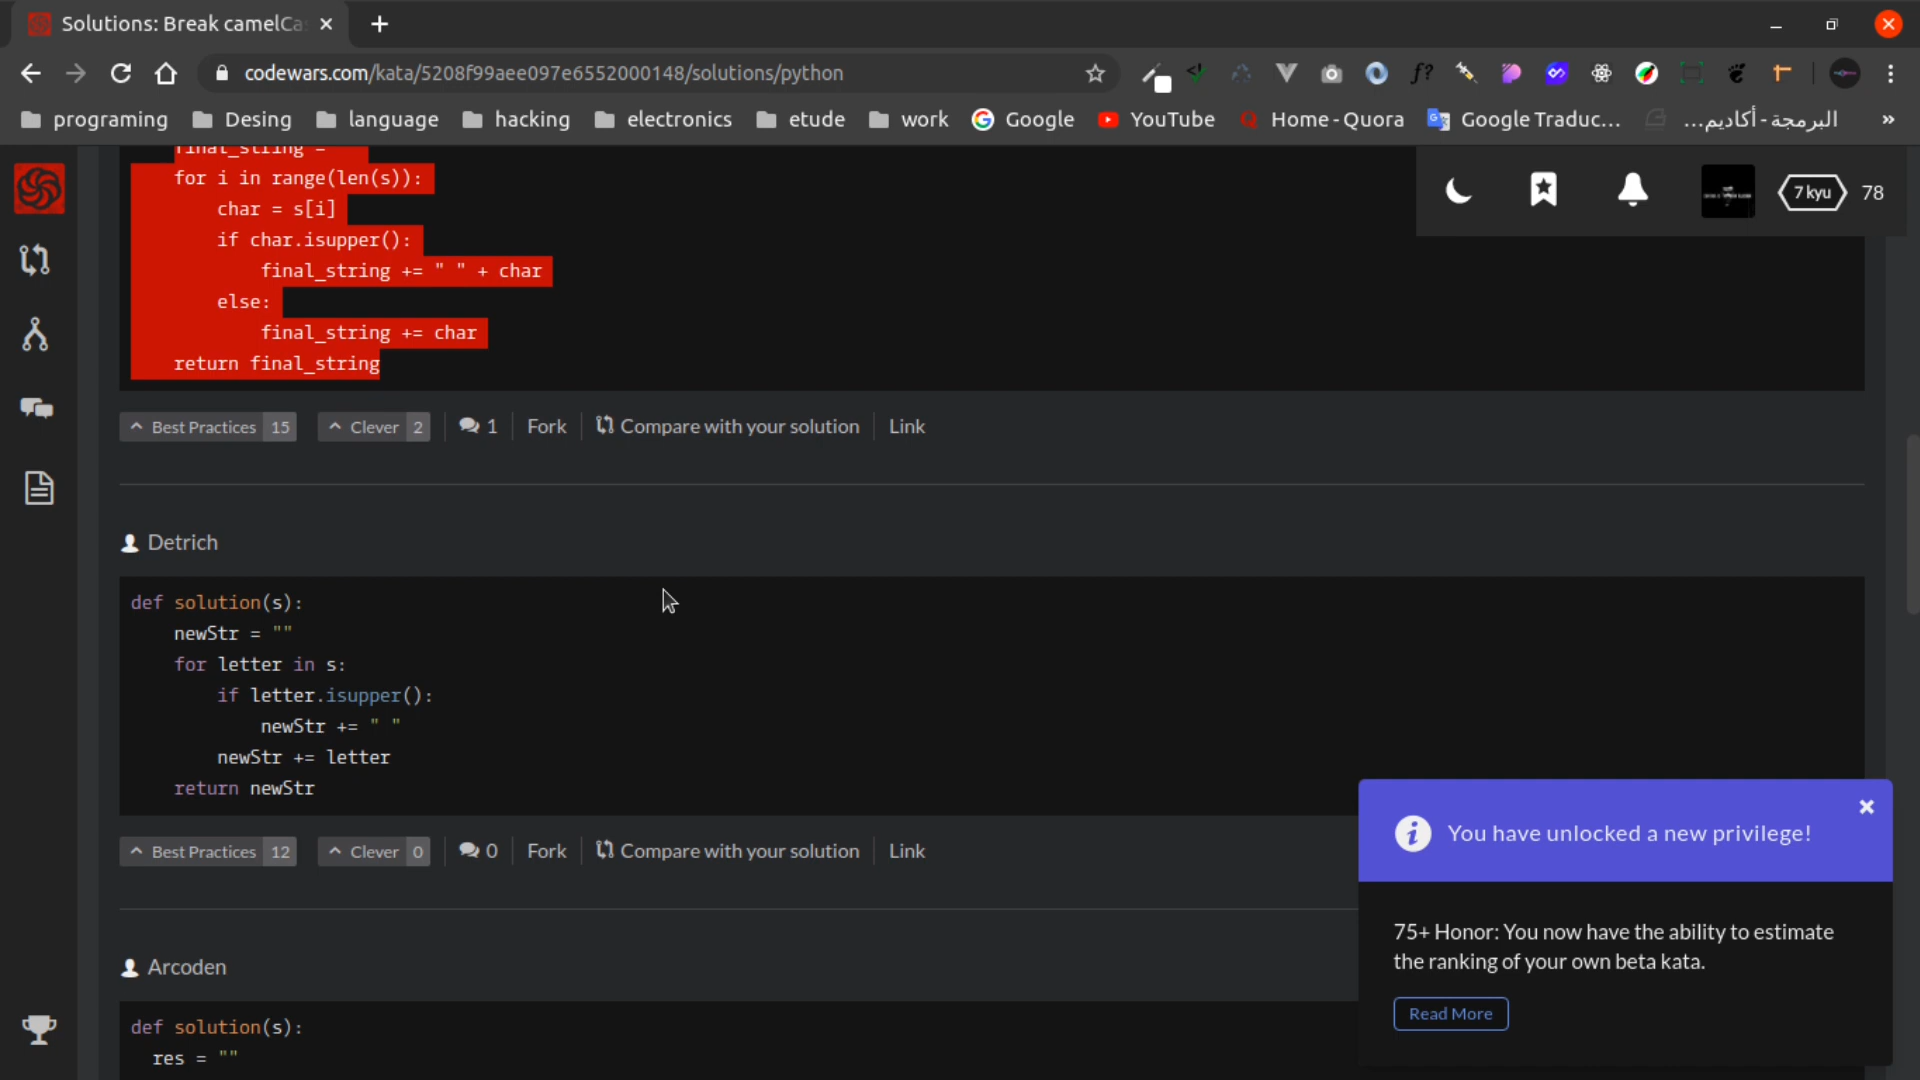 Solutions: Break camelCa
codewars.com/kata/5208f99aee097e6552000148/solutions/python
programing
Desing
language
hacking
electronics
etude
work
Google
YouTube
Home - Quora
Google Traduc...
البرمجة - أكاديم...
»
final_string =
for i in range(len(s)):
char = s[i]
if char.isupper():
final_string += " " + char
else:
final_string += char
return final_string
7 kyu
78
Best Practices 15
Clever 2
1
Fork
Compare with your solution
Link
Detrich
def solution(s):
newStr = ""
for letter in s:
if letter.isupper():
newStr += " "
newStr += letter
return newStr
Best Practices 12
Clever 0
0
Fork
Compare with your solution
Link
Arcoden
def solution(s):
res = ""
You have unlocked a new privilege!
75+ Honor: You now have the ability to estimate
the ranking of your own beta kata.
Read More